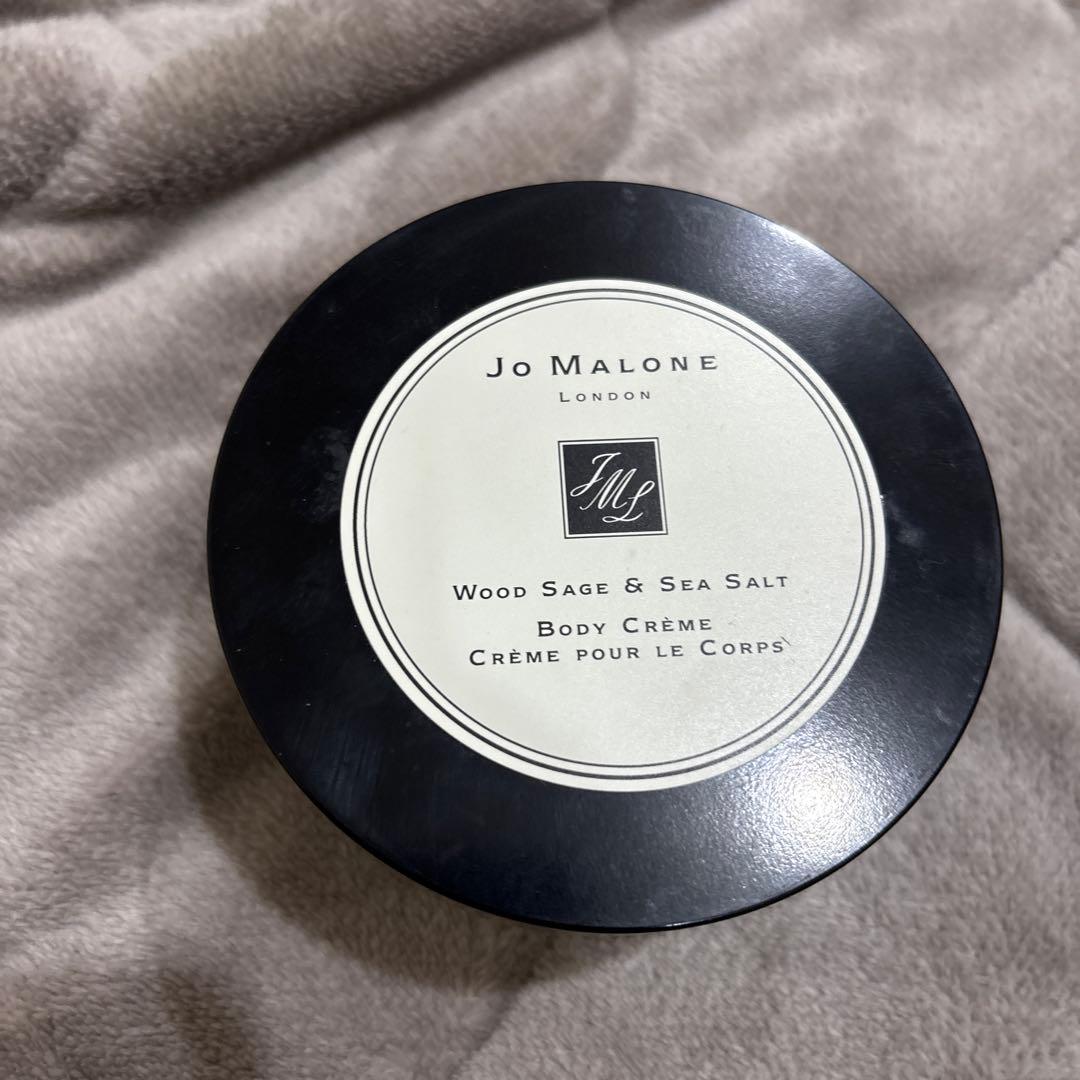 Jo Malone
London
JML
Wood Sage & Sea Salt
Body Crème
Crème pour le Corps